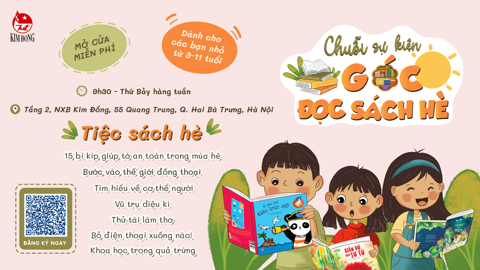 KIM ĐỒNG
MỞ CỬA
MIỄN PHÍ
Dành cho
các bạn nhỏ
từ 3-11 tuổi
Chuỗi sự kiện
GÓC
ĐỌC SÁCH HÈ
9h30 - Thứ Bảy hàng tuần
Tầng 2, NXB Kim Đồng, 55 Quang Trung, Q. Hai Bà Trưng, Hà Nội
Tiệc sách hè
15 bí kíp giúp tớ an toàn trong mùa hè
Bước vào thế giới đồng thoại
Tìm hiểu về cơ thể người
Vũ trụ diệu kì
Thử tài làm thơ
Bỏ điện thoại xuống nào!
Khoa học trong quả trứng
ĐĂNG KÝ NGAY